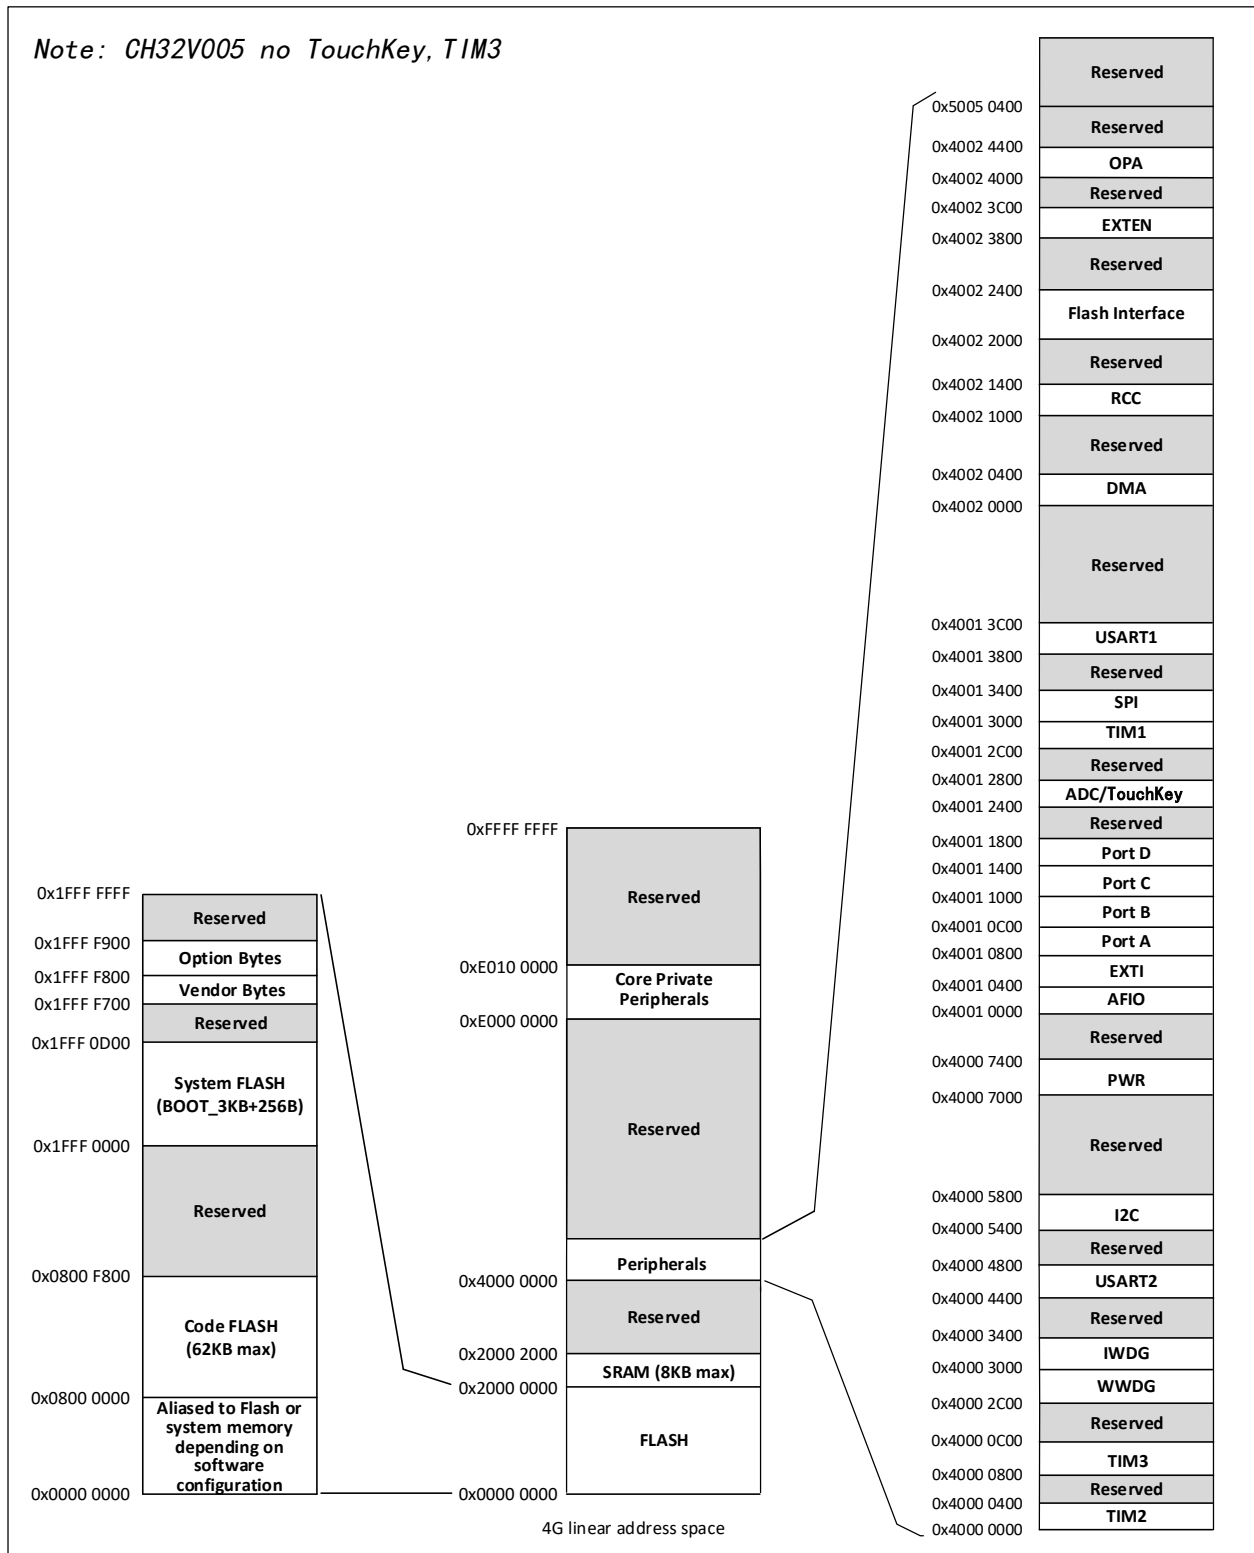 Note: CH32V005 no TouchKey, TIM3
0x1FFF FFFF
Reserved
0x1FFF F900
Option Bytes
0x1FFF F800
Vendor Bytes
0x1FFF F700
Reserved
0x1FFF 0D00
System FLASH
(BOOT_3KB+256B)
0x1FFF 0000
Reserved
0x0800 F800
Code FLASH
(62KB max)
0x0800 0000
Aliased to Flash or
system memory
depending on
software
configuration
0x0000 0000
0xFFFF FFFF
Reserved
0xE010 0000
Core Private
Peripherals
0xE000 0000
Reserved
Peripherals
0x4000 0000
Reserved
0x2000 2000
SRAM (8KB max)
0x2000 0000
FLASH
0x0000 0000
4G linear address space
Reserved
0x5005 0400
Reserved
0x4002 4400
OPA
0x4002 4000
Reserved
0x4002 3C00
EXTEN
0x4002 3800
Reserved
0x4002 2400
Flash Interface
0x4002 2000
Reserved
0x4002 1400
RCC
0x4002 1000
Reserved
0x4002 0400
DMA
0x4002 0000
Reserved
0x4001 3C00
USART1
0x4001 3800
Reserved
0x4001 3400
SPI
0x4001 3000
TIM1
0x4001 2C00
Reserved
0x4001 2800
ADC/TouchKey
0x4001 2400
Reserved
0x4001 1800
Port D
0x4001 1400
Port C
0x4001 1000
Port B
0x4001 0C00
Port A
0x4001 0800
EXTI
0x4001 0400
AFIO
0x4001 0000
Reserved
0x4000 7400
PWR
0x4000 7000
Reserved
0x4000 5800
I2C
0x4000 5400
Reserved
0x4000 4800
USART2
0x4000 4400
Reserved
0x4000 3400
IWDG
0x4000 3000
WWDG
0x4000 2C00
Reserved
0x4000 0C00
TIM3
0x4000 0800
Reserved
0x4000 0400
TIM2
0x4000 0000